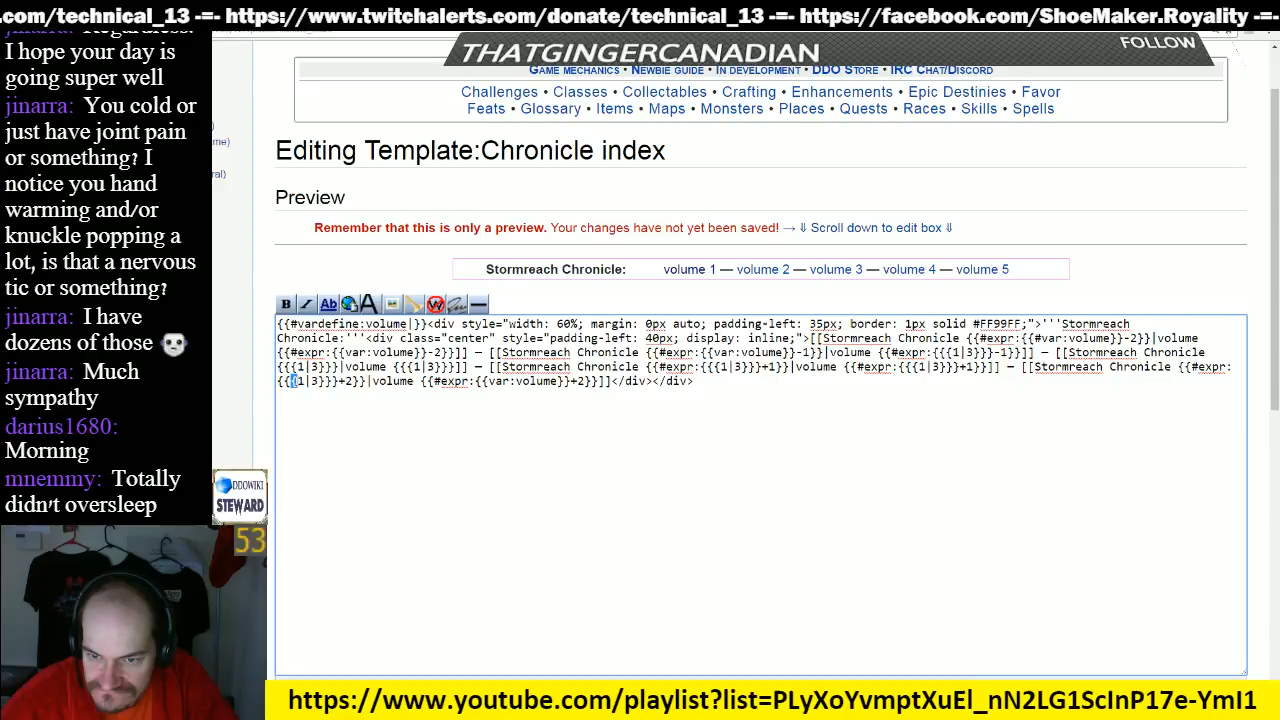 .com/technical_13 -=- https://www.twitchalerts.com/donate/technical_13 -=- https://facebook.com/ShoeMaker.Royality -=-
THATGINGERCANADIAN
FOLLOW
GAME MECHANICS • NEWBIE GUIDE • IN DEVELOPMENT • DDO STORE • IRC CHAT/DISCORD
Challenges • Classes • Collectables • Crafting • Enhancements • Epic Destinies • Favor
Feats • Glossary • Items • Maps • Monsters • Places • Quests • Races • Skills • Spells
jinarra: Regardless.
I hope your day is
going super well
jinarra: You cold or
just have joint pain
or something? I
notice you hand
warming and/or
knuckle popping a
lot, is that a nervous
tic or something?
jinarra: I have
dozens of those
jinarra: Much
sympathy
darius1680:
Morning
mnemmy: Totally
didn't oversleep
me)
ral)
Editing Template:Chronicle index
Preview
Remember that this is only a preview. Your changes have not yet been saved! → ⇓ Scroll down to edit box ⇓
Stormreach Chronicle: volume 1 — volume 2 — volume 3 — volume 4 — volume 5
B I Ab A W
{{#vardefine:volume|}}<div style="width: 60%; margin: 0px auto; padding-left: 35px; border: 1px solid #FF99FF;">'''Stormreach
Chronicle:'''<div class="center" style="padding-left: 40px; display: inline;">[[Stormreach Chronicle {{#expr:{{#var:volume}}-2}}|volume
{{#expr:{{var:volume}}-2}}]] — [[Stormreach Chronicle {{#expr:{{var:volume}}-1}}|volume {{#expr:{{{1|3}}}-1}}]] — [[Stormreach Chronicle
{{{1|3}}}|volume {{{1|3}}}]] — [[Stormreach Chronicle {{#expr:{{{1|3}}}+1}}|volume {{#expr:{{{1|3}}}+1}}]] — [[Stormreach Chronicle {{#expr:
{{{1|3}}}+2}}|volume {{#expr:{{var:volume}}+2}}]]</div></div>
DDOWIKI
STEWARD
53
https://www.youtube.com/playlist?list=PLyXoYvmptXuEl_nN2LG1ScInP17e-YmI1